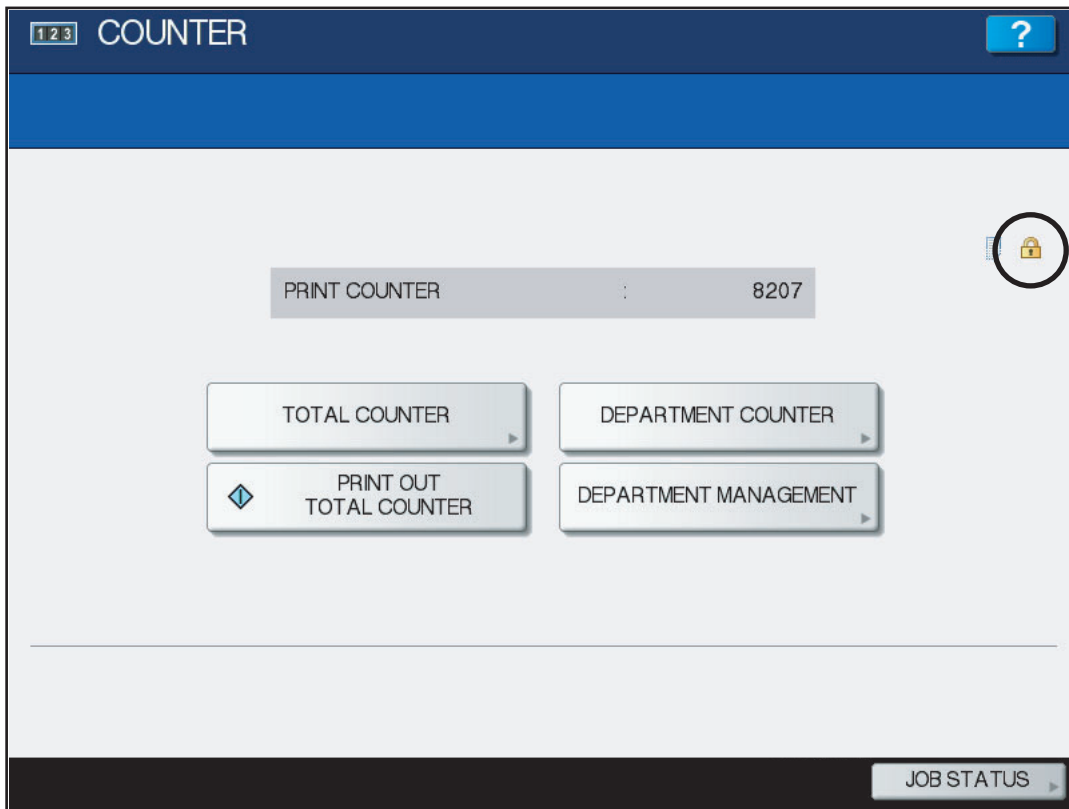 123 COUNTER ?
PRINT COUNTER : 8207
TOTAL COUNTER
DEPARTMENT COUNTER
PRINT OUT
TOTAL COUNTER
DEPARTMENT MANAGEMENT
JOB STATUS